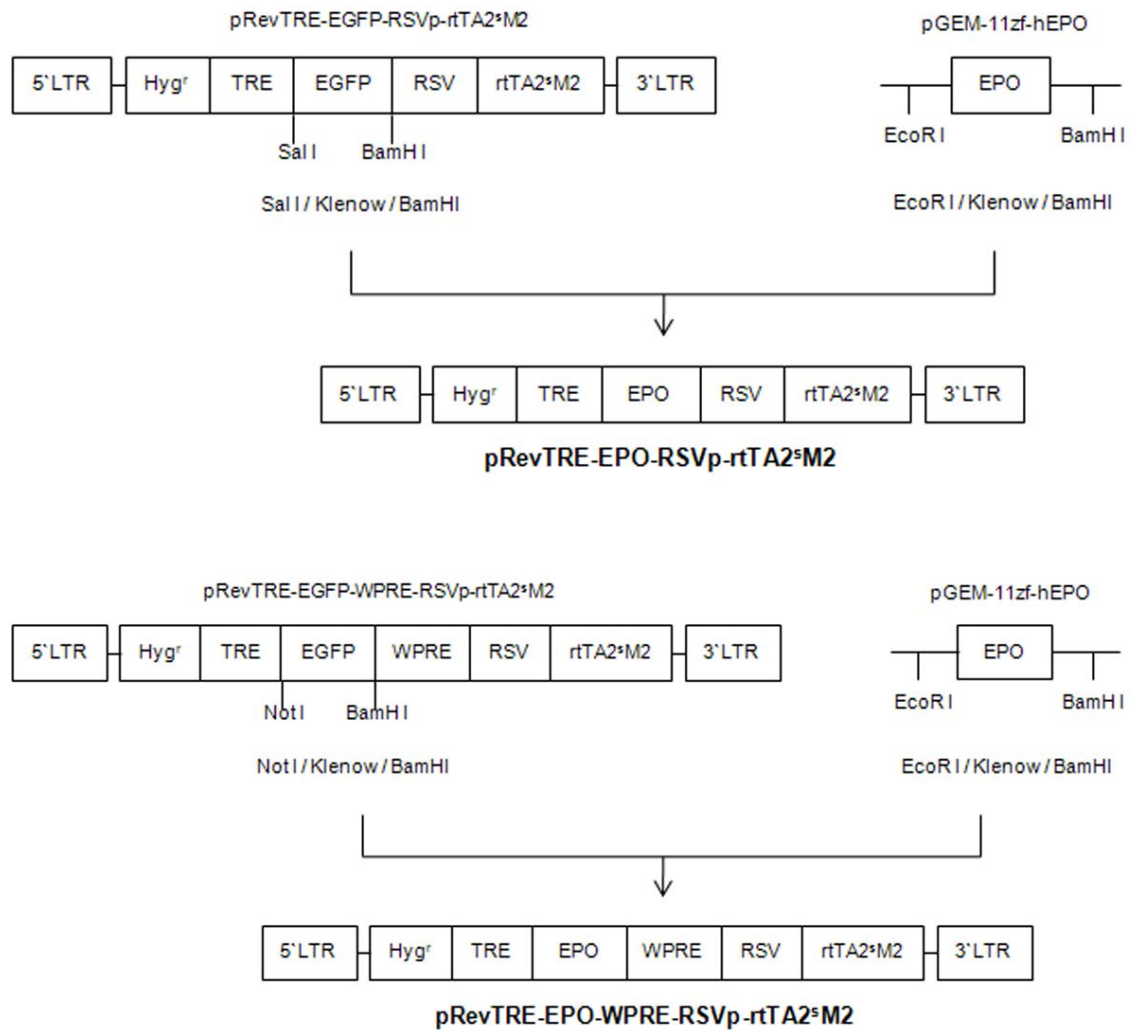 pRevTRE-EGFP-RSVp-rtTA2ˢM2
pGEM-11zf-hEPO
5`LTR Hygʳ TRE EGFP RSV rtTA2ˢM2 3`LTR
EPO
Sal I BamH I
EcoR I BamH I
Sal I / Klenow / BamHI
EcoR I / Klenow / BamHI
5`LTR Hygʳ TRE EPO RSV rtTA2ˢM2 3`LTR
pRevTRE-EPO-RSVp-rtTA2ˢM2
pRevTRE-EGFP-WPRE-RSVp-rtTA2ˢM2
pGEM-11zf-hEPO
5`LTR Hygʳ TRE EGFP WPRE RSV rtTA2ˢM2 3`LTR
EPO
Not I BamH I
EcoR I BamH I
Not I / Klenow / BamHI
EcoR I / Klenow / BamHI
5`LTR Hygʳ TRE EPO WPRE RSV rtTA2ˢM2 3`LTR
pRevTRE-EPO-WPRE-RSVp-rtTA2ˢM2